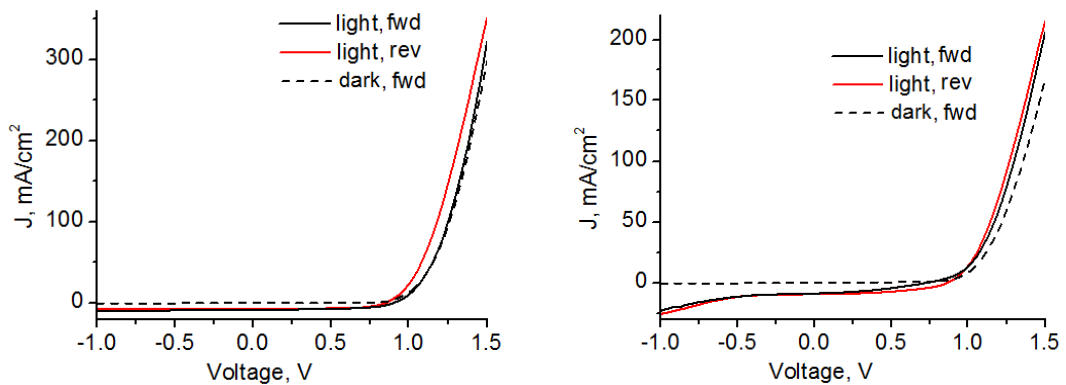 light, fwd
light, rev
dark, fwd
J, mA/cm²
300
200
100
0
-1.0 -0.5 0.0 0.5 1.0 1.5
Voltage, V
light, fwd
light, rev
dark, fwd
J, mA/cm²
200
150
100
50
0
-1.0 -0.5 0.0 0.5 1.0 1.5
Voltage, V